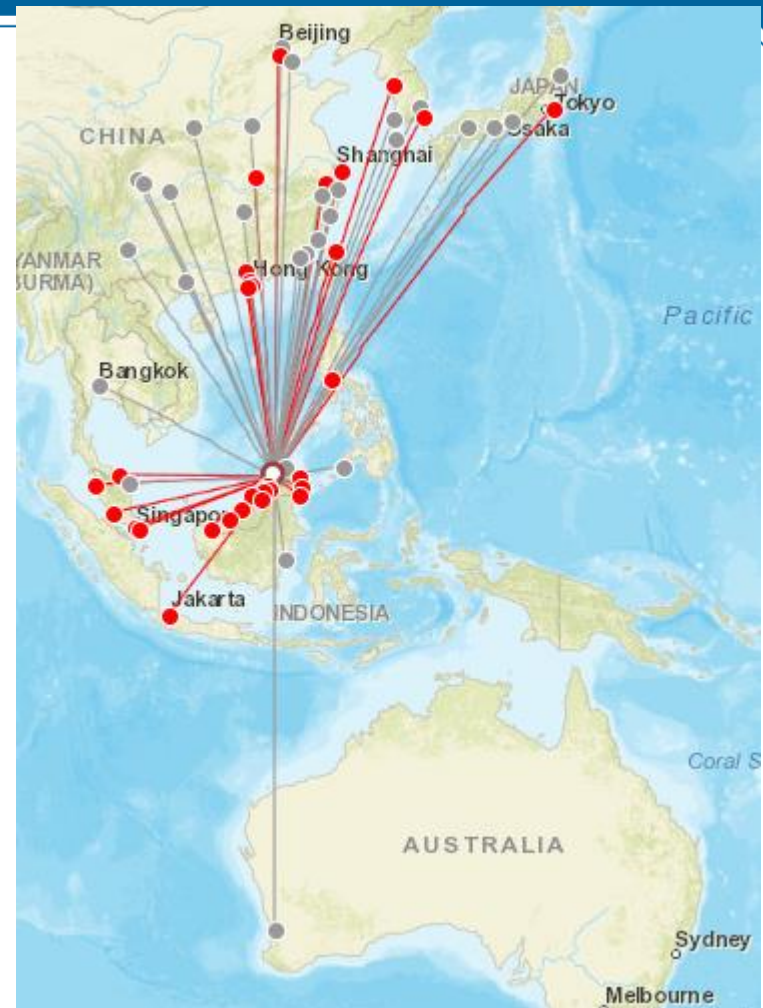 Beijing
JAPAN
Tokyo
CHINA
Osaka
Shanghai
YANMAR
BURMA)
Hong Kong
Pacific
Bangkok
Singapor
Jakarta
INDONESIA
Coral S
AUSTRALIA
Sydney
Melbourne